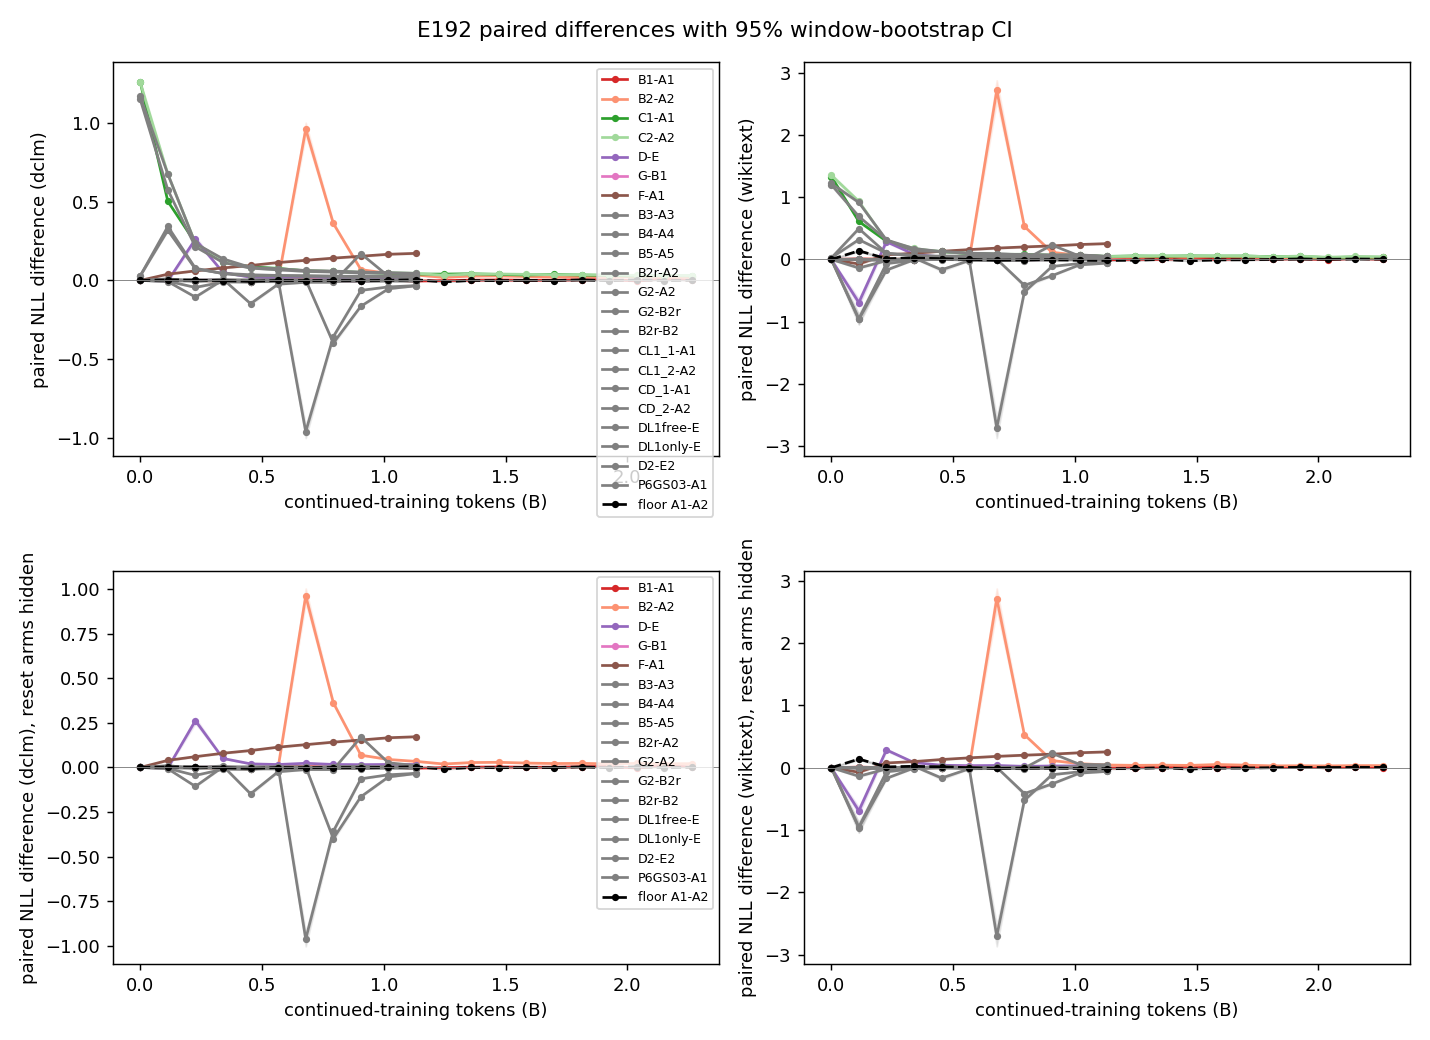 E192 paired differences with 95% window-bootstrap CI
paired NLL difference (dclm)
1.0
0.5
0.0
−0.5
−1.0
0.0
0.5
1.0
1.5
2.0
continued-training tokens (B)
B1-A1
B2-A2
C1-A1
C2-A2
D-E
G-B1
F-A1
B3-A3
B4-A4
B5-A5
B2r-A2
G2-A2
G2-B2r
B2r-B2
CL1_1-A1
CL1_2-A2
CD_1-A1
CD_2-A2
DL1free-E
DL1only-E
D2-E2
P6GS03-A1
floor A1-A2
paired NLL difference (wikitext)
3
2
1
0
−1
−2
−3
0.0
0.5
1.0
1.5
2.0
continued-training tokens (B)
paired NLL difference (dclm), reset arms hidden
1.00
0.75
0.50
0.25
0.00
−0.25
−0.50
−0.75
−1.00
0.0
0.5
1.0
1.5
2.0
continued-training tokens (B)
B1-A1
B2-A2
D-E
G-B1
F-A1
B3-A3
B4-A4
B5-A5
B2r-A2
G2-A2
G2-B2r
B2r-B2
DL1free-E
DL1only-E
D2-E2
P6GS03-A1
floor A1-A2
paired NLL difference (wikitext), reset arms hidden
3
2
1
0
−1
−2
−3
0.0
0.5
1.0
1.5
2.0
continued-training tokens (B)